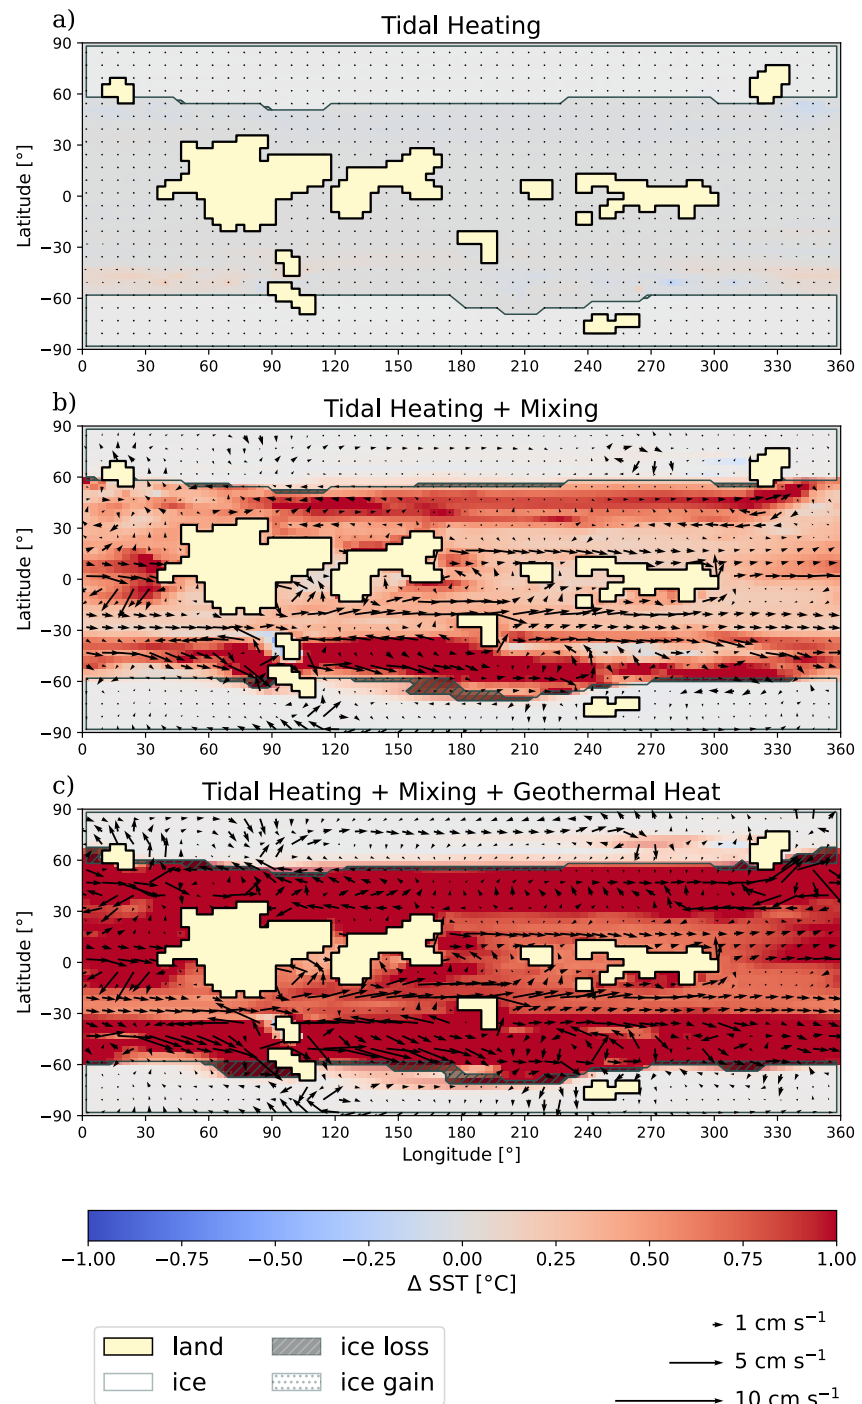 a)
Tidal Heating
90
60
30
0
−30
−60
−90
Latitude [°]
0 30 60 90 120 150 180 210 240 270 300 330 360
b)
Tidal Heating + Mixing
90
60
30
0
−30
−60
−90
Latitude [°]
0 30 60 90 120 150 180 210 240 270 300 330 360
c)
Tidal Heating + Mixing + Geothermal Heat
90
60
30
0
−30
−60
−90
Latitude [°]
0 30 60 90 120 150 180 210 240 270 300 330 360
Longitude [°]
−1.00 −0.75 −0.50 −0.25 0.00 0.25 0.50 0.75 1.00
Δ SST [°C]
land
ice
ice loss
ice gain
1 cm s⁻¹
5 cm s⁻¹
10 cm s⁻¹